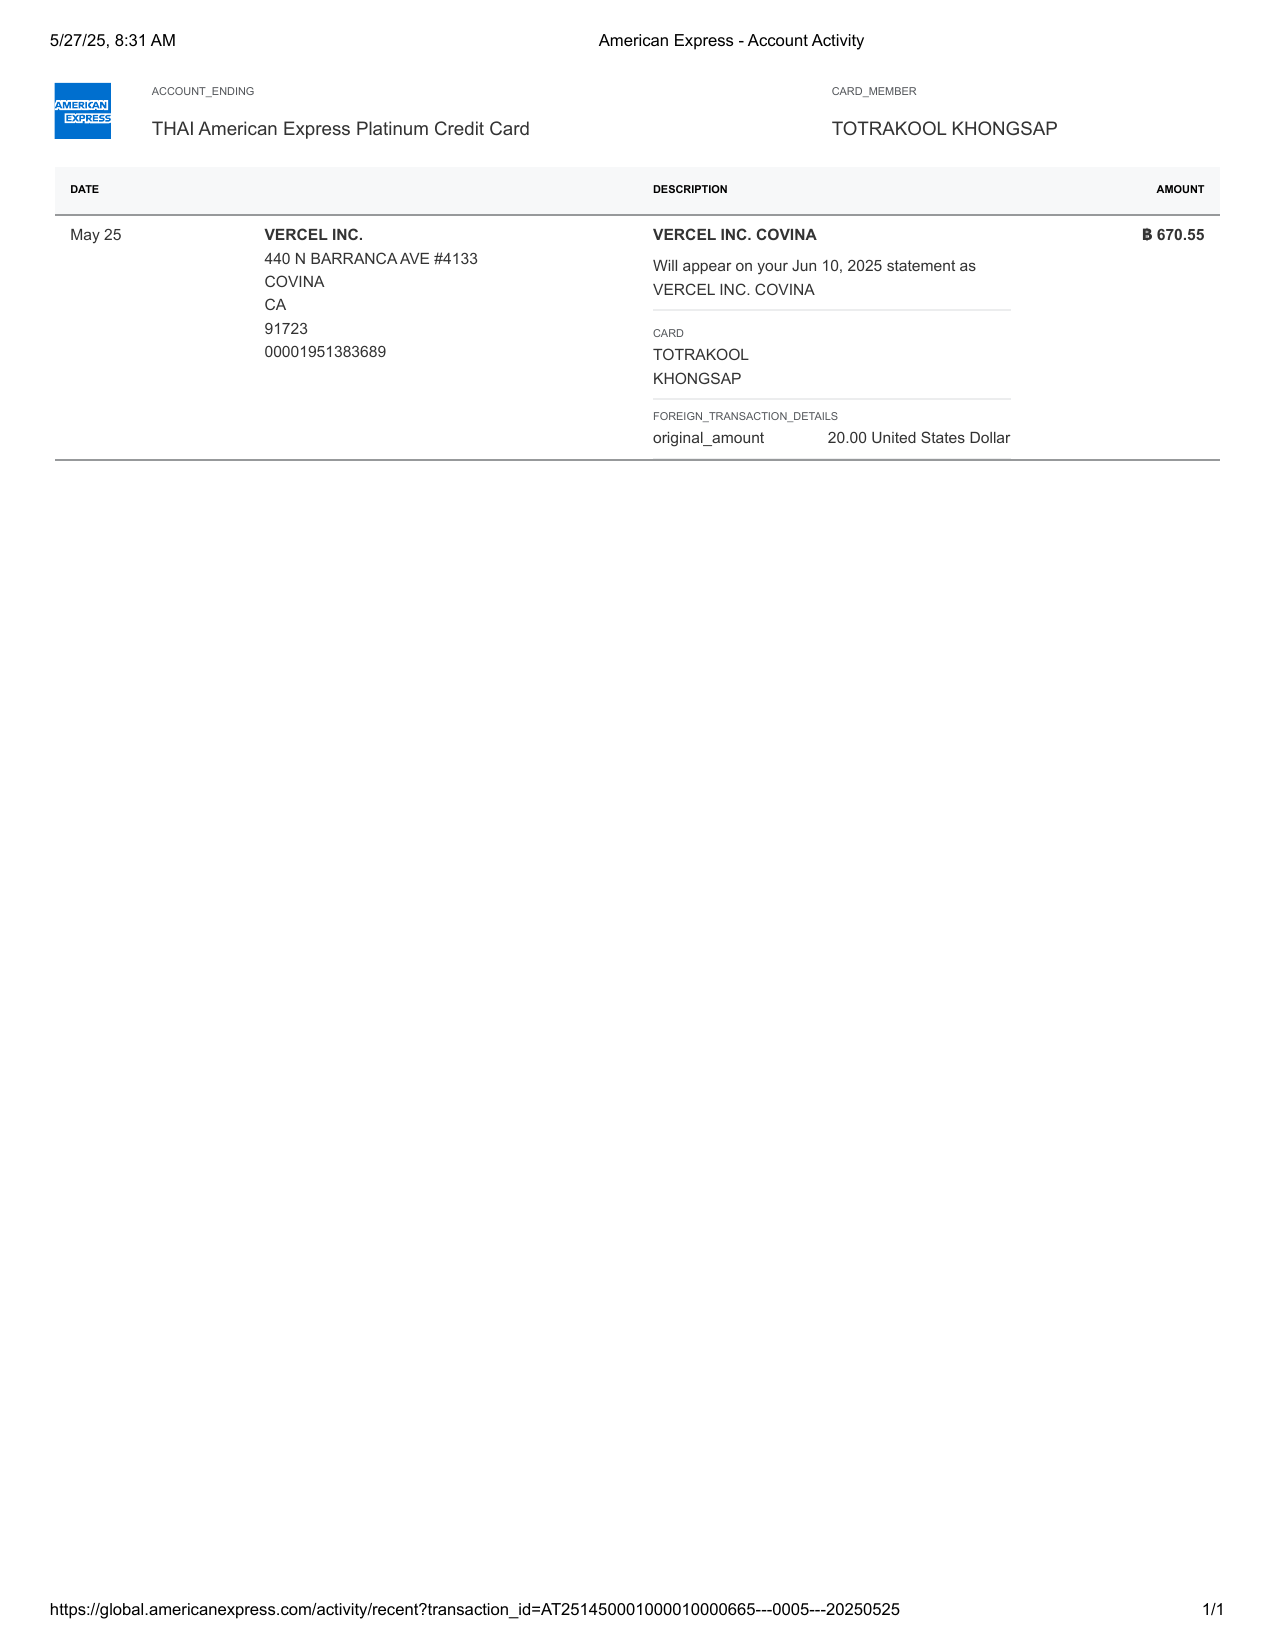 5/27/25, 8:31 AM
American Express - Account Activity
AMERICAN
EXPRESS
ACCOUNT_ENDING
THAI American Express Platinum Credit Card
CARD_MEMBER
TOTRAKOOL KHONGSAP
DATE
DESCRIPTION
AMOUNT
May 25
VERCEL INC.
440 N BARRANCA AVE #4133
COVINA
CA
91723
00001951383689
VERCEL INC. COVINA
Will appear on your Jun 10, 2025 statement as
VERCEL INC. COVINA
CARD
TOTRAKOOL
KHONGSAP
FOREIGN_TRANSACTION_DETAILS
original_amount 20.00 United States Dollar
฿ 670.55
https://global.americanexpress.com/activity/recent?transaction_id=AT251450001000010000665---0005---20250525
1/1